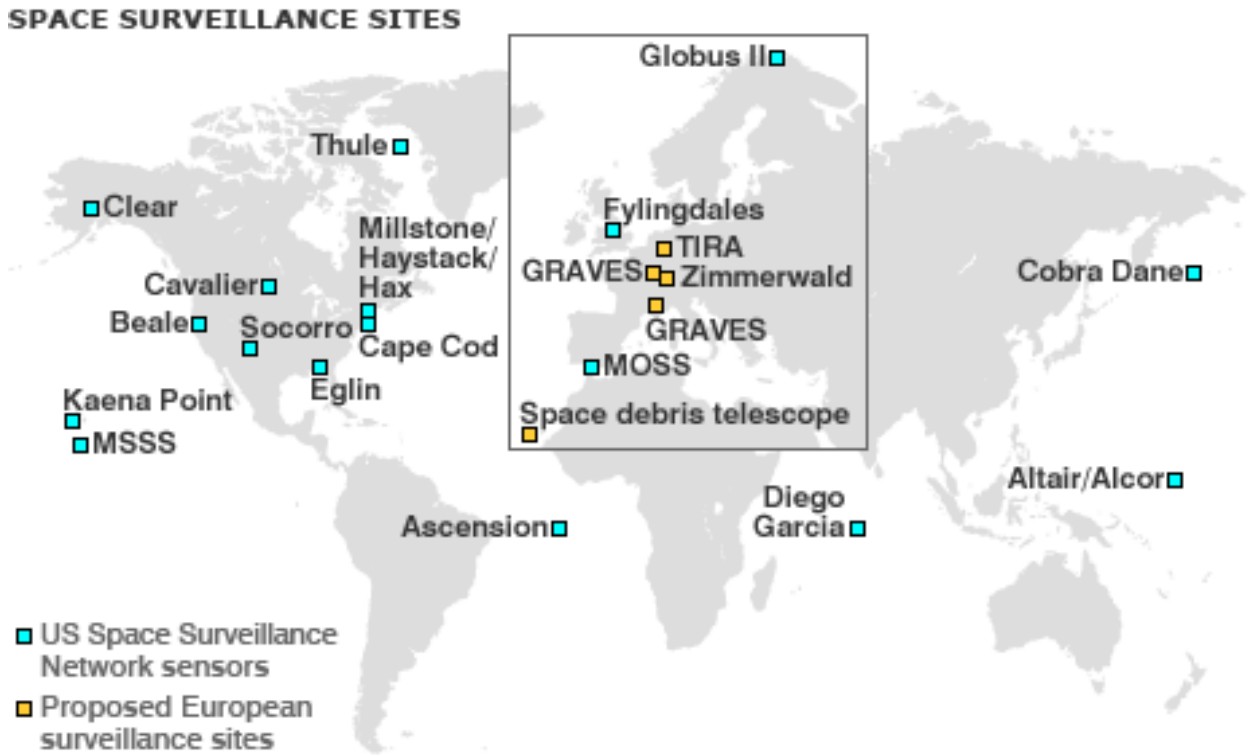 SPACE SURVEILLANCE SITES
Globus II
Thule
Clear
Fylingdales
Millstone/
Haystack/
Hax
TIRA
GRAVES
Zimmerwald
Cobra Dane
Cavalier
Beale
Socorro
GRAVES
Cape Cod
MOSS
Eglin
Kaena Point
Space debris telescope
MSSS
Altair/Alcor
Diego
Garcia
Ascension
US Space Surveillance
Network sensors
Proposed European
surveillance sites